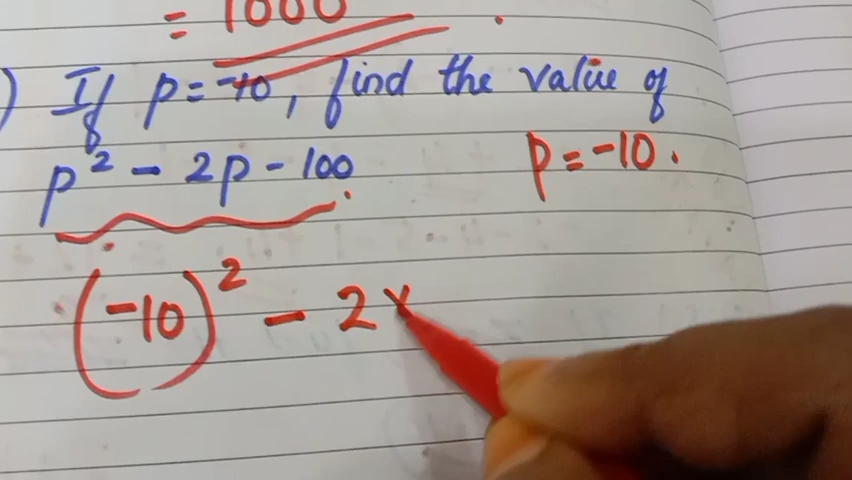 = 1000
) If p = -10, find the value of
p² - 2p - 100.
p = -10.
(-10)² - 2×